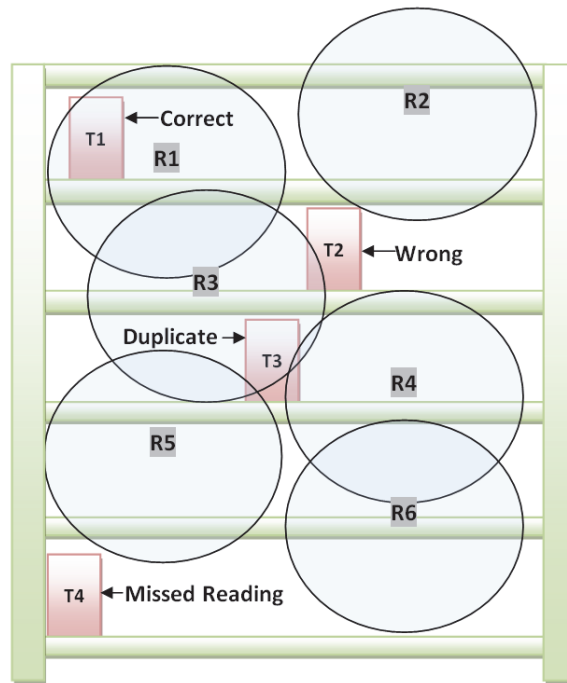 R2
T1
Correct
R1
T2
Wrong
R3
Duplicate
T3
R4
R5
R6
T4
Missed Reading